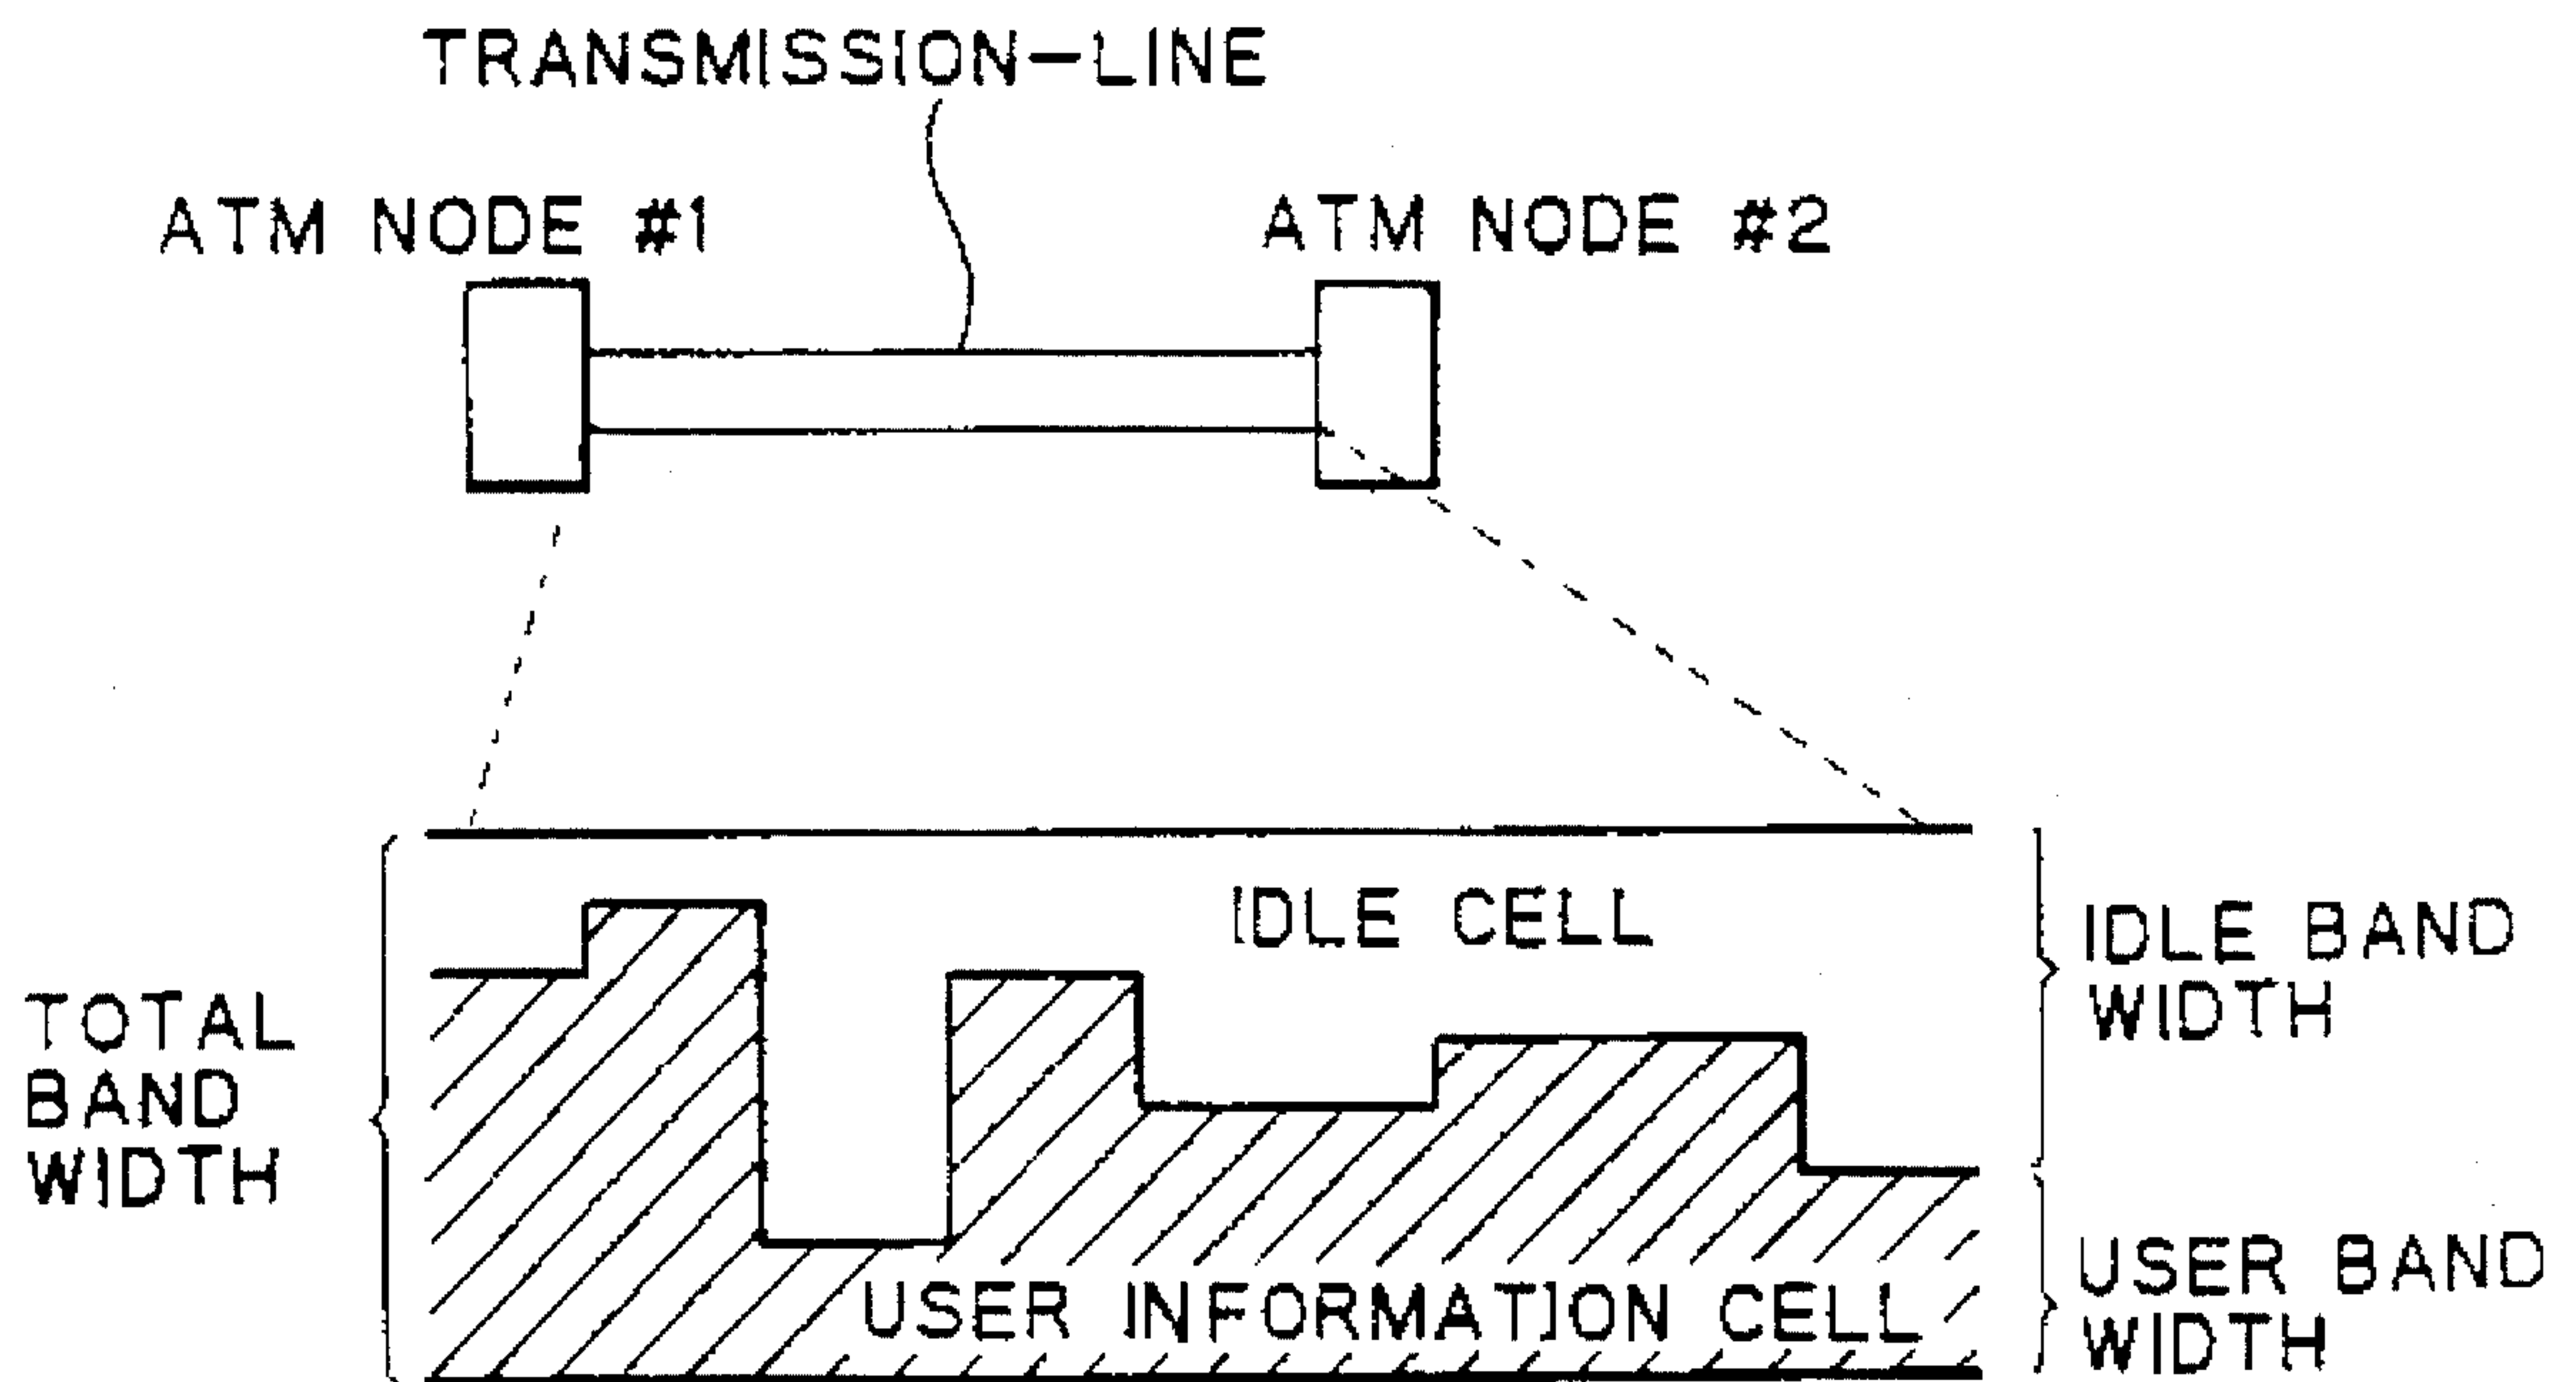 TRANSMISSION-LINE
ATM NODE #1
ATM NODE #2
IDLE CELL
TOTAL
BAND
WIDTH
IDLE BAND
WIDTH
USER INFORMATION CELL
USER BAND
WIDTH